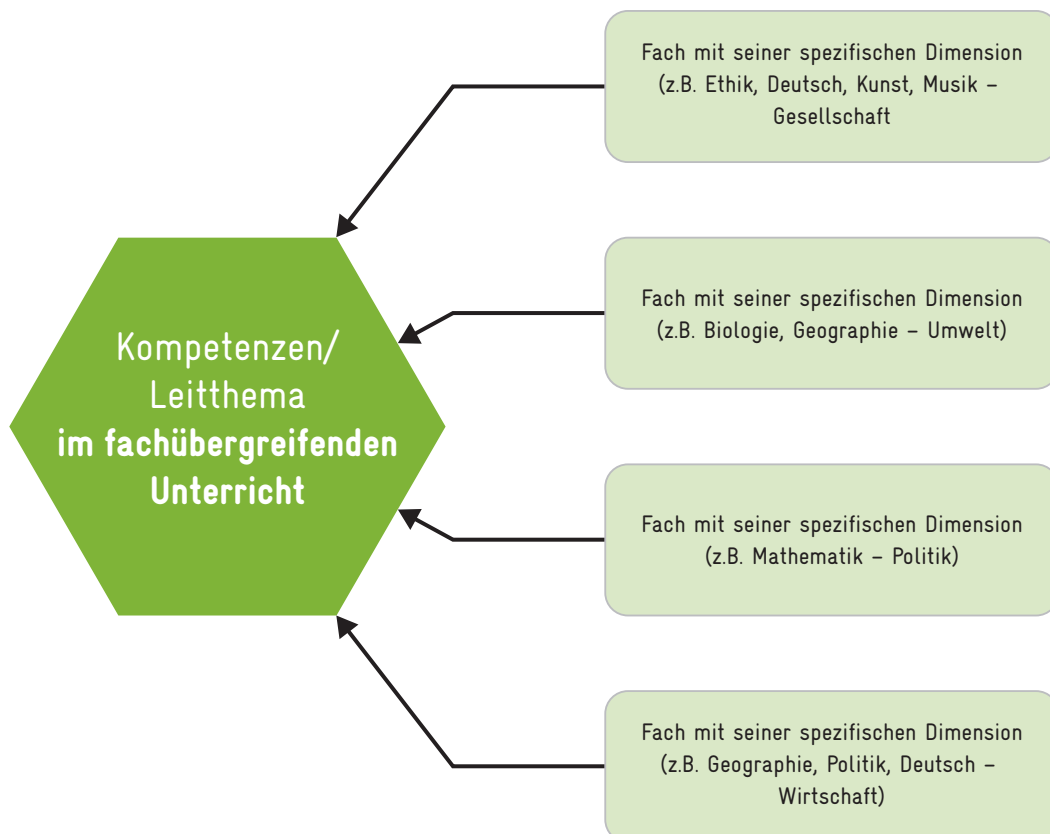 Fach mit seiner spezifischen Dimension
(z.B. Ethik, Deutsch, Kunst, Musik –
Gesellschaft
Fach mit seiner spezifischen Dimension
(z.B. Biologie, Geographie – Umwelt)
Kompetenzen/
Leitthema
im fachübergreifenden
Unterricht
Fach mit seiner spezifischen Dimension
(z.B. Mathematik – Politik)
Fach mit seiner spezifischen Dimension
(z.B. Geographie, Politik, Deutsch –
Wirtschaft)